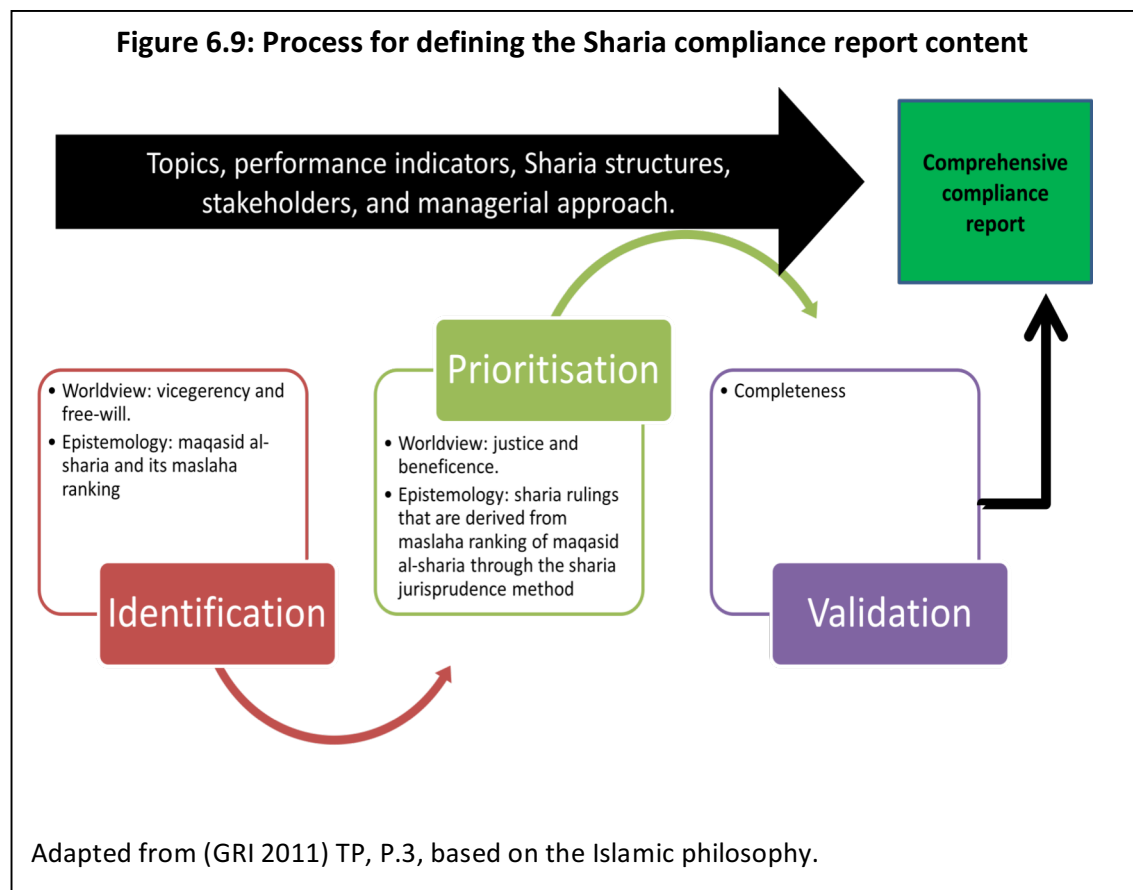 Figure 6.9: Process for defining the Sharia compliance report content
Topics, performance indicators, Sharia structures,
stakeholders, and managerial approach.
Comprehensive
compliance
report
• Worldview: vicegerency and
free-will.
• Epistemology: maqasid al-
sharia and its maslaha
ranking
Identification
Prioritisation
• Worldview: justice and
beneficence.
• Epistemology: sharia rulings
that are derived from
maslaha ranking of maqasid
al-sharia through the sharia
jurisprudence method
• Completeness
Validation
Adapted from (GRI 2011) TP, P.3, based on the Islamic philosophy.